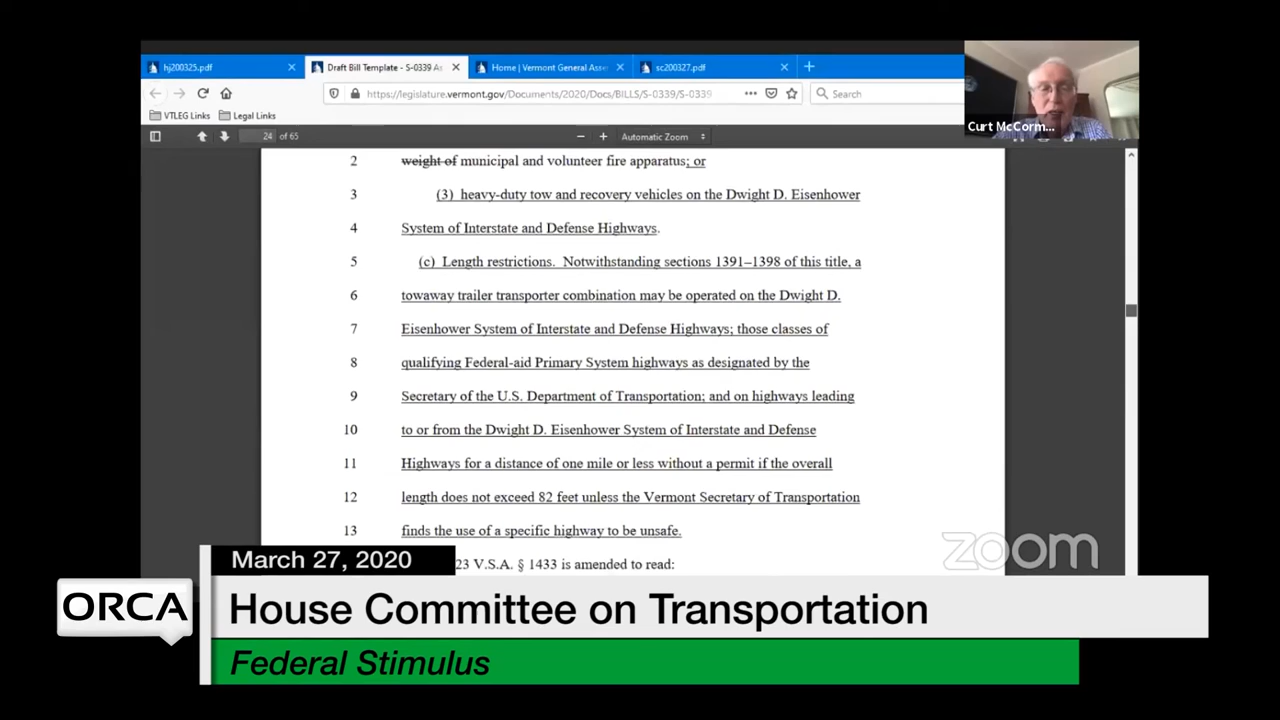 hj200325.pdf
Draft Bill Template - S-0339 As
Home | Vermont General Asse
sc200327.pdf
https://legislature.vermont.gov/Documents/2020/Docs/BILLS/S-0339/S-0339
Search
VTLEG Links
Legal Links
Curt McCorm...
24 of 65
Automatic Zoom
2 weight of municipal and volunteer fire apparatus; or
3 (3) heavy-duty tow and recovery vehicles on the Dwight D. Eisenhower
4 System of Interstate and Defense Highways.
5 (c) Length restrictions. Notwithstanding sections 1391–1398 of this title, a
6 towaway trailer transporter combination may be operated on the Dwight D.
7 Eisenhower System of Interstate and Defense Highways; those classes of
8 qualifying Federal-aid Primary System highways as designated by the
9 Secretary of the U.S. Department of Transportation; and on highways leading
10 to or from the Dwight D. Eisenhower System of Interstate and Defense
11 Highways for a distance of one mile or less without a permit if the overall
12 length does not exceed 82 feet unless the Vermont Secretary of Transportation
13 finds the use of a specific highway to be unsafe.
23 V.S.A. § 1433 is amended to read:
zoom
March 27, 2020
ORCA
House Committee on Transportation
Federal Stimulus